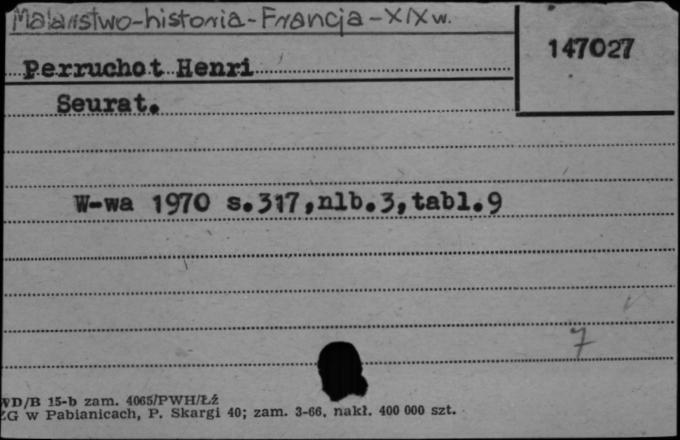 Malarstwo-historia-Francja-XIXw.
147027
Perruchot Henri
Seurat.
W-wa 1970 s.317,nlb.3,tabl.9
7
WD/B 15-b zam. 4065/PWH/Łź
ZG w Pabianicach, P. Skargi 40; zam. 3-66, nakł. 400 000 szt.